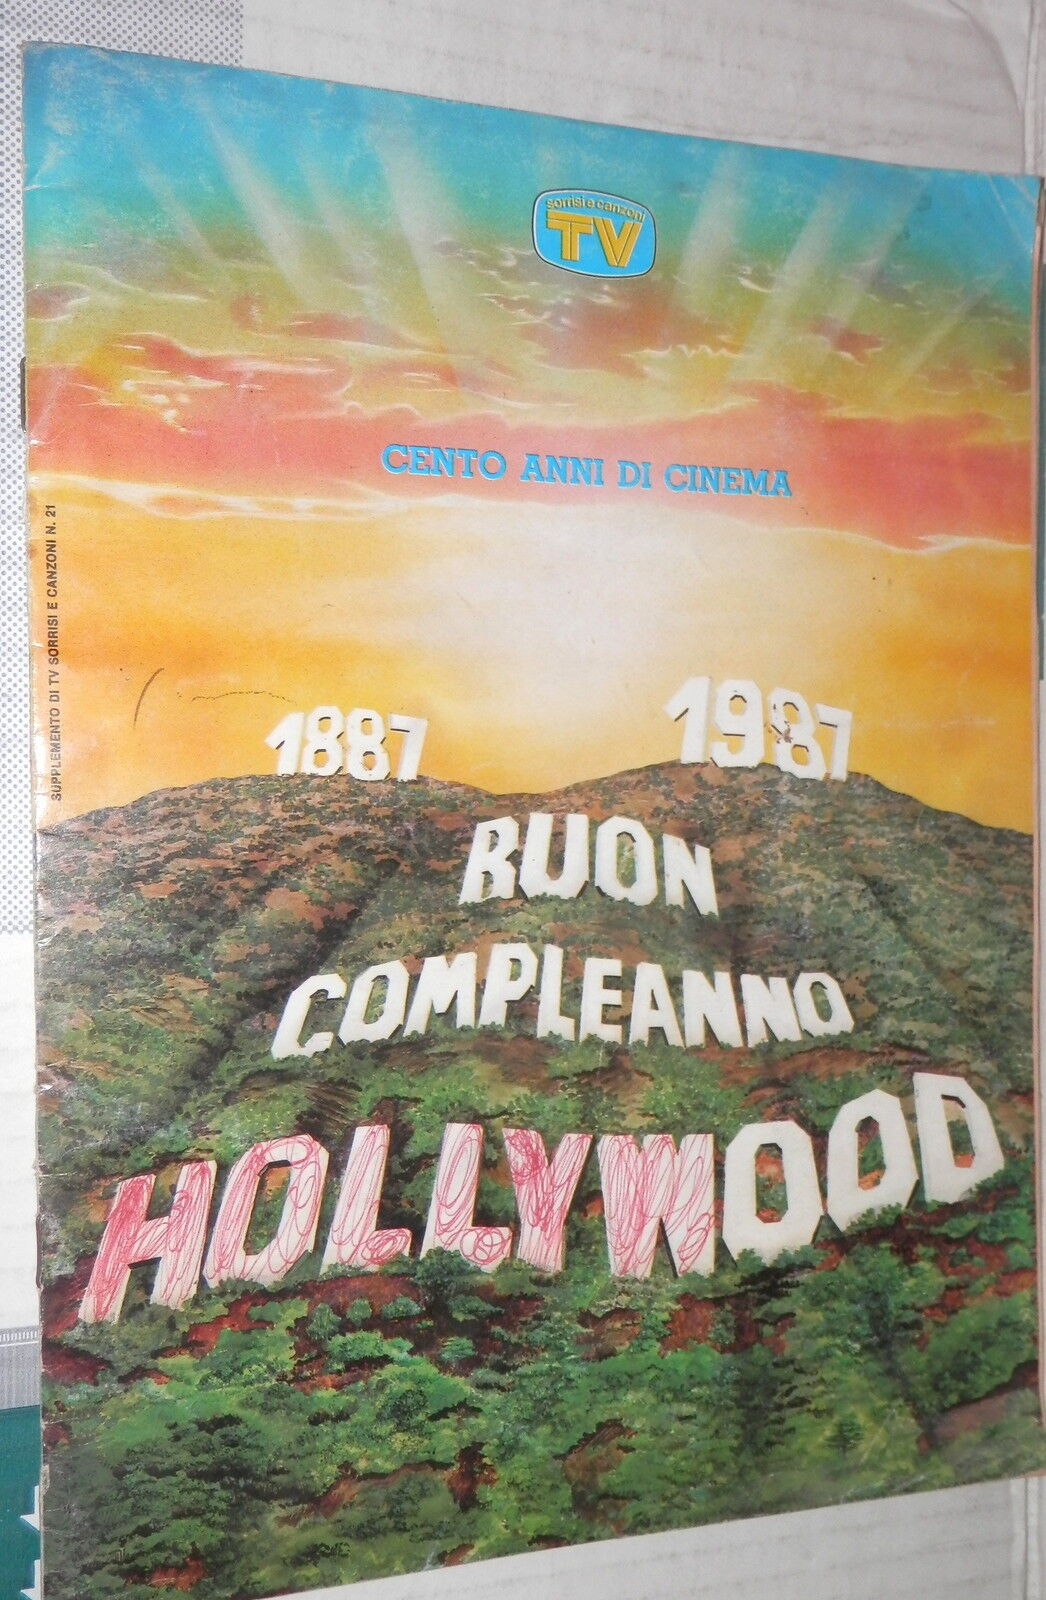 sorrisi e canzoni
TV
CENTO ANNI DI CINEMA
SUPPLEMENTO DI TV SORRISI E CANZONI N. 21
1887 1987
BUON
COMPLEANNO
HOLLYWOOD